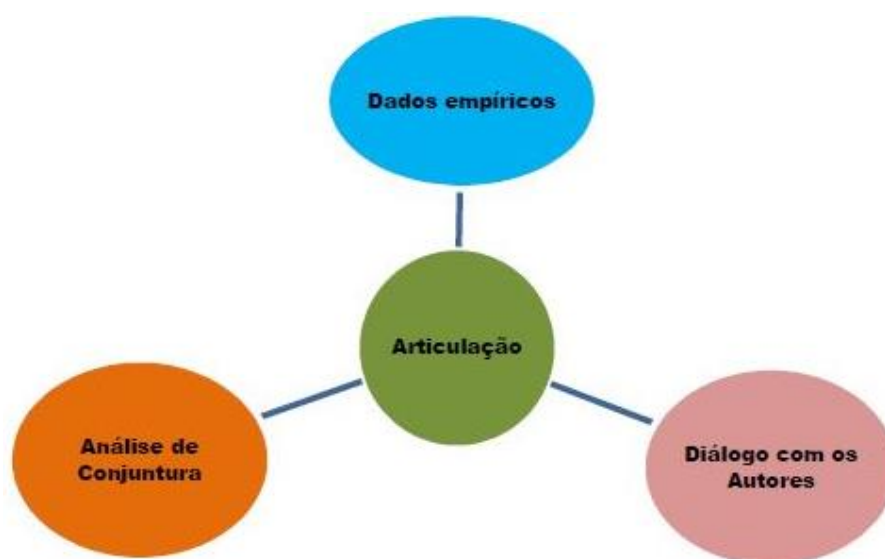 Dados empíricos
Articulação
Análise de
Conjuntura
Diálogo com os
Autores